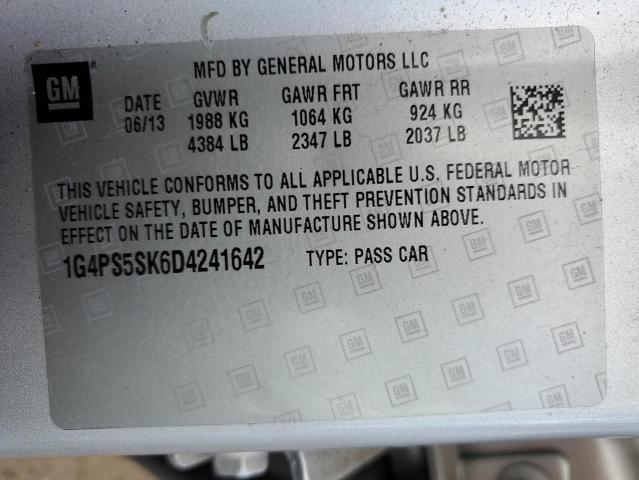 GM
MFD BY GENERAL MOTORS LLC
DATE GVWR GAWR FRT GAWR RR
06/13 1988 KG 1064 KG 924 KG
4384 LB 2347 LB 2037 LB
THIS VEHICLE CONFORMS TO ALL APPLICABLE U.S. FEDERAL MOTOR
VEHICLE SAFETY, BUMPER, AND THEFT PREVENTION STANDARDS IN
EFFECT ON THE DATE OF MANUFACTURE SHOWN ABOVE.
1G4PS5SK6D4241642 TYPE: PASS CAR